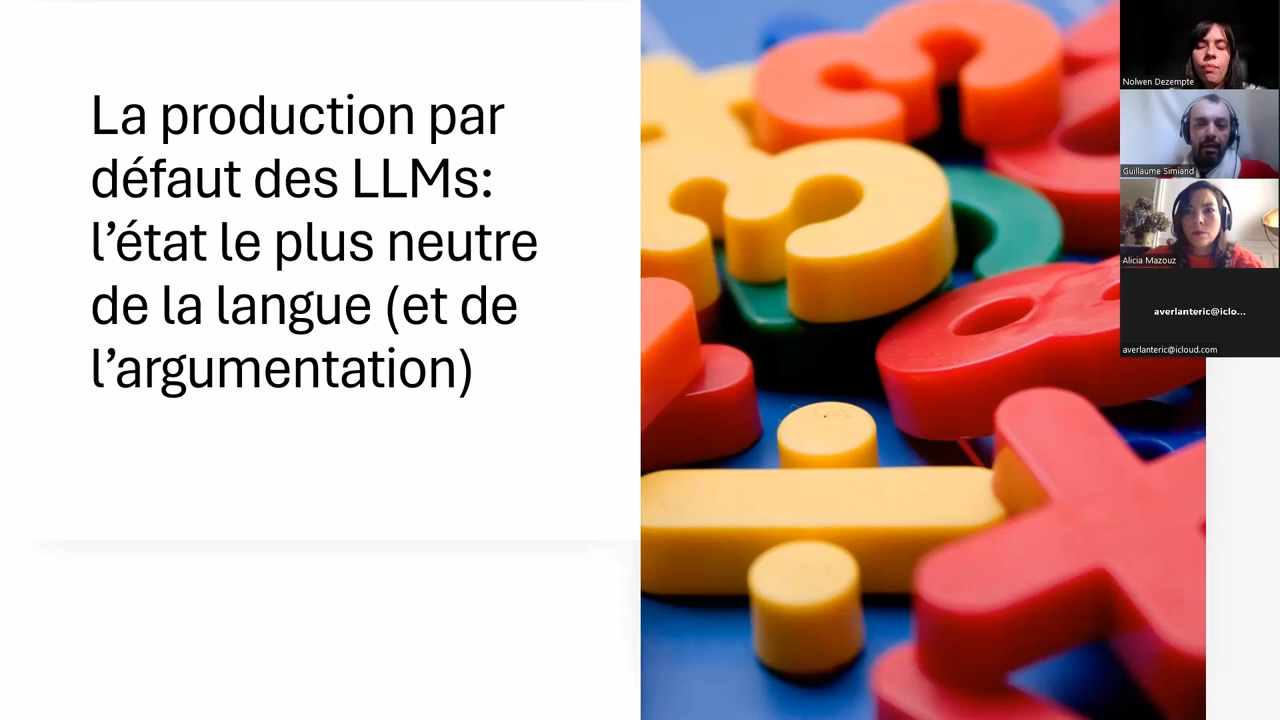 La production par
défaut des LLMs:
l’état le plus neutre
de la langue (et de
l’argumentation)
Nolwen Dezempte
Guillaume Simiand
Alicia Mazouz
averlanteric@iclo...
averlanteric@icloud.com